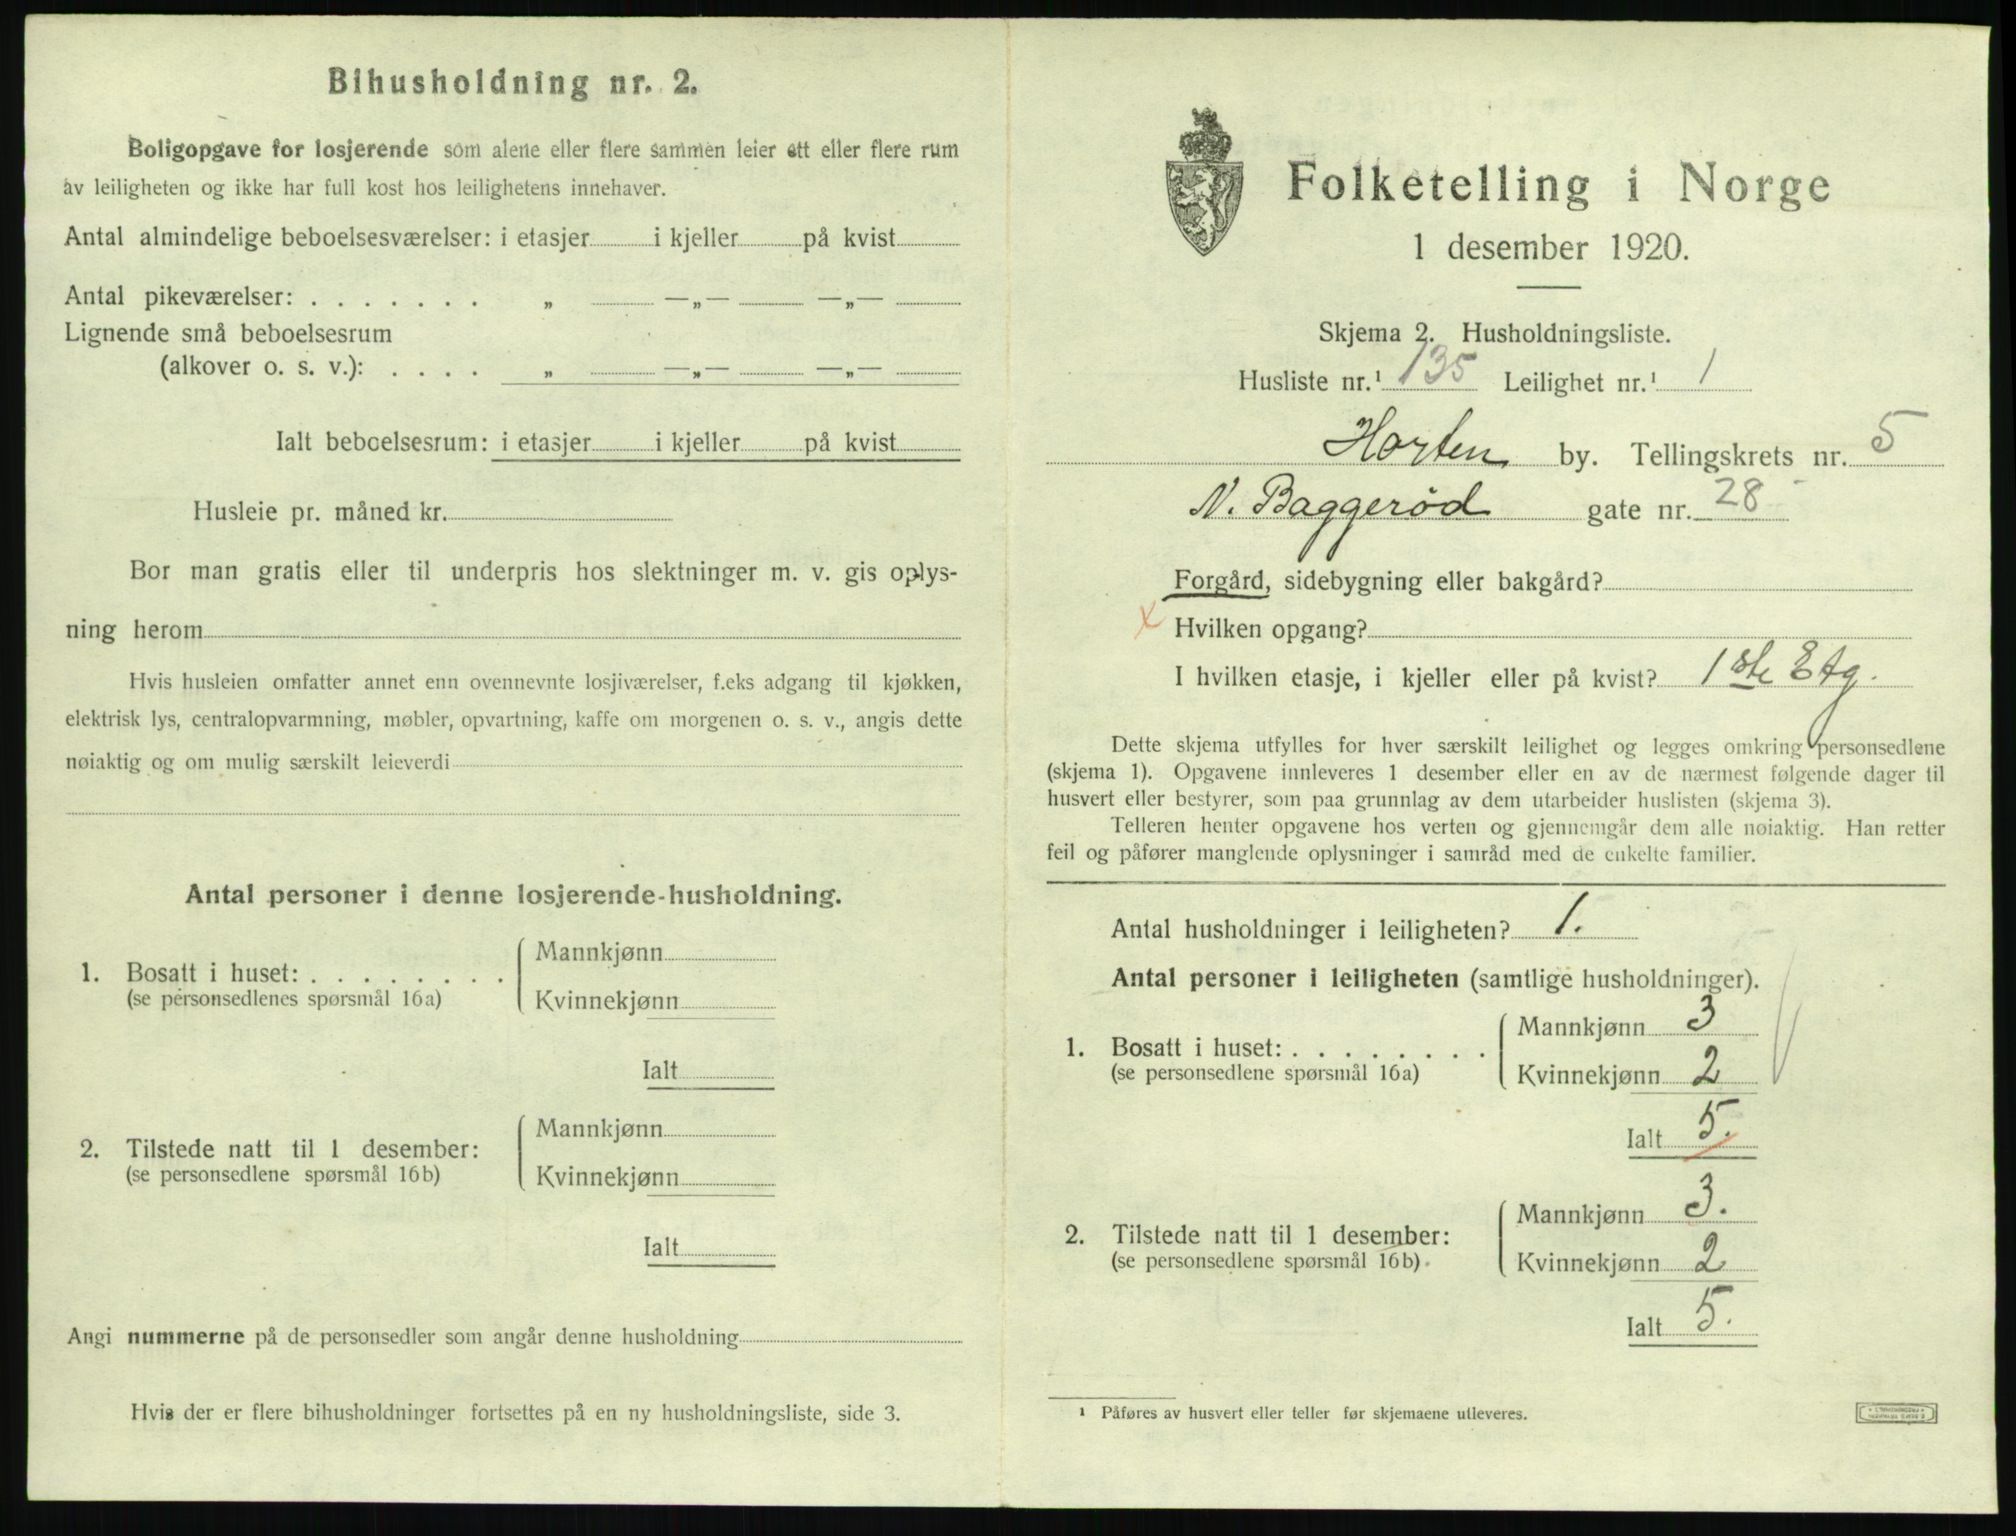 Bihusholdning nr. 2.
Boligopgave for losjerende som alene eller flere sammen leier ett eller flere rum
av leiligheten og ikke har full kost hos leilighetens innehaver.
Antal almindelige beboelsesværelser: i etasjer i kjeller på kvist
Antal pikeværelser: . . . . . . . „ —„— —„—
Lignende små beboelsesrum
(alkover o. s. v.): . . . . „ —„— —„—
Ialt beboelsesrum: i etasjer i kjeller på kvist
Husleie pr. måned kr.
Bor man gratis eller til underpris hos slektninger m. v. gis oplys-
ning herom
Hvis husleien omfatter annet enn ovennevnte losjiværelser, f.eks adgang til kjøkken,
elektrisk lys, centralopvarmning, møbler, opvartning, kaffe om morgenen o. s. v., angis dette
nøiaktig og om mulig særskilt leieverdi
Antal personer i denne losjerende-husholdning.
1. Bosatt i huset: . . . . . . . . Mannkjønn
(se personsedlenes spørsmål 16a) Kvinnekjønn
Ialt
2. Tilstede natt til 1 desember: Mannkjønn
(se personsedlene spørsmål 16b) Kvinnekjønn
Ialt
Angi nummerne på de personsedler som angår denne husholdning
Hvis der er flere bihusholdninger fortsettes på en ny husholdningsliste, side 3.
Folketelling i Norge
1 desember 1920.
Skjema 2. Husholdningsliste.
Husliste nr.¹ 135 Leilighet nr.¹ 1
Horten by. Tellingskrets nr. 5
N. Baggerød gate nr. 28
Forgård, sidebygning eller bakgård?
x Hvilken opgang?
I hvilken etasje, i kjeller eller på kvist? 1ste Etg.
Dette skjema utfylles for hver særskilt leilighet og legges omkring personsedlene
(skjema 1). Opgavene innleveres 1 desember eller en av de nærmest følgende dager til
husvert eller bestyrer, som paa grunnlag av dem utarbeider huslisten (skjema 3).
Telleren henter opgavene hos verten og gjennemgår dem alle nøiaktig. Han retter
feil og påfører manglende oplysninger i samråd med de enkelte familier.
Antal husholdninger i leiligheten? 1.
Antal personer i leiligheten (samtlige husholdninger).
1. Bosatt i huset: . . . . . . . . Mannkjønn 3
(se personsedlene spørsmål 16a) Kvinnekjønn 2
Ialt 5.
2. Tilstede natt til 1 desember: Mannkjønn 3.
(se personsedlene spørsmål 16b) Kvinnekjønn 2
Ialt 5.
¹ Påføres av husvert eller teller før skjemaene utleveres.